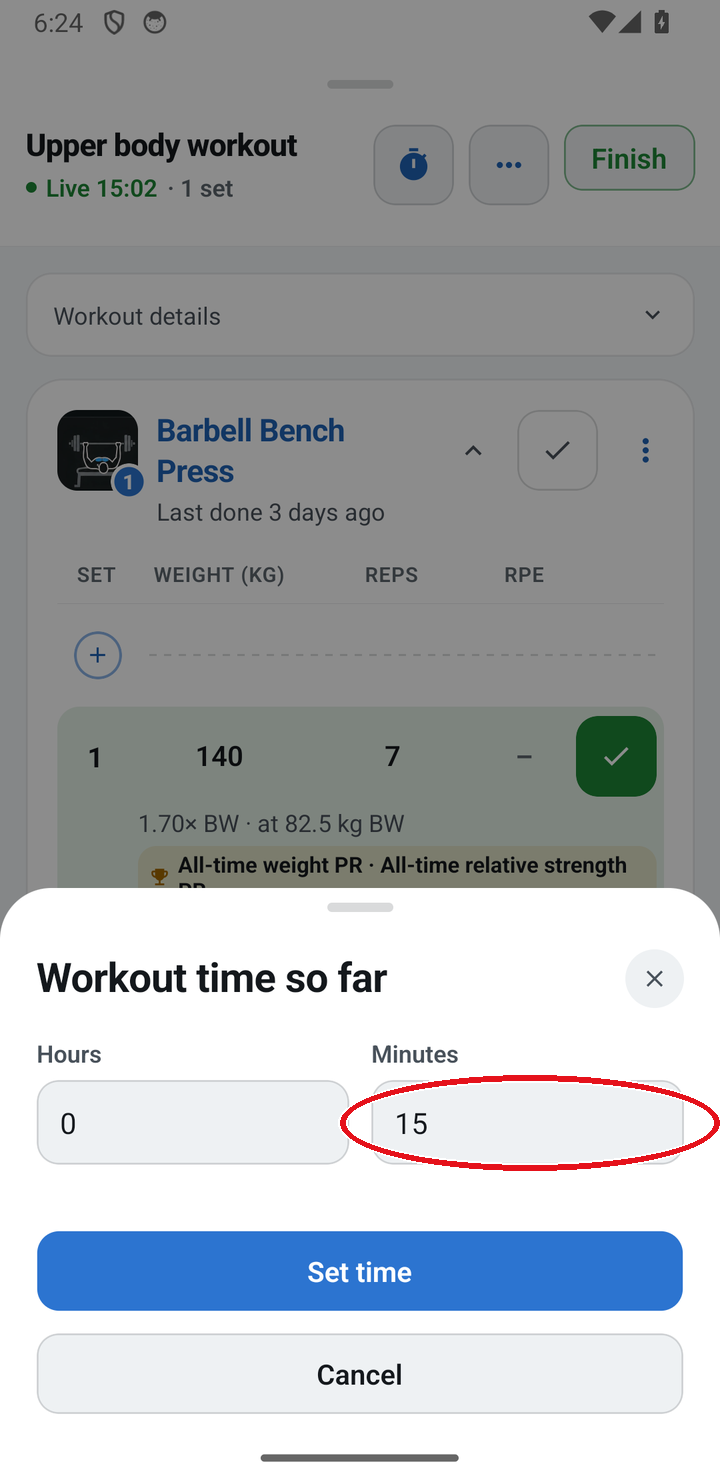 6:24
Upper body workout
Live 15:02 · 1 set
Finish
Workout details
Barbell Bench
Press
1
Last done 3 days ago
SET WEIGHT (KG) REPS RPE
1 140 7 –
1.70× BW · at 82.5 kg BW
All-time weight PR · All-time relative strength
PR
Workout time so far
Hours Minutes
0 15
Set time
Cancel